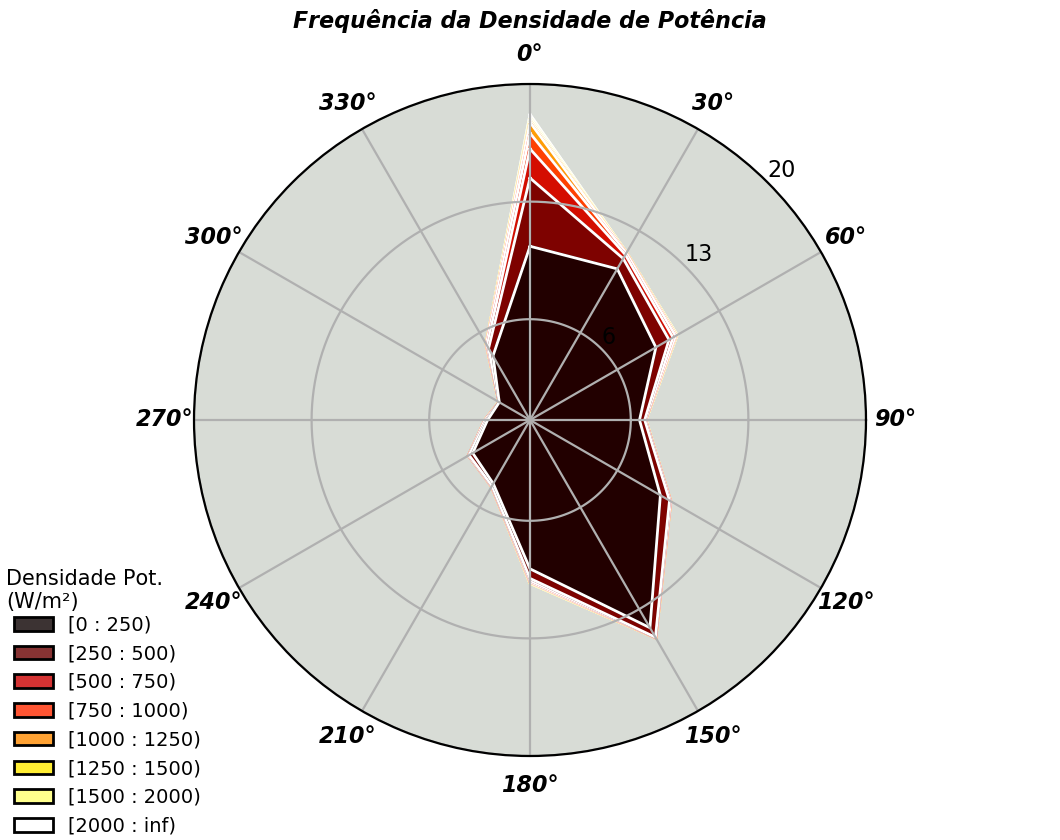 Frequência da Densidade de Potência
0°
330°
30°
20
300°
60°
13
6
270°
90°
240°
120°
210°
150°
180°
Densidade Pot.
(W/m²)
[0 : 250)
[250 : 500)
[500 : 750)
[750 : 1000)
[1000 : 1250)
[1250 : 1500)
[1500 : 2000)
[2000 : inf)